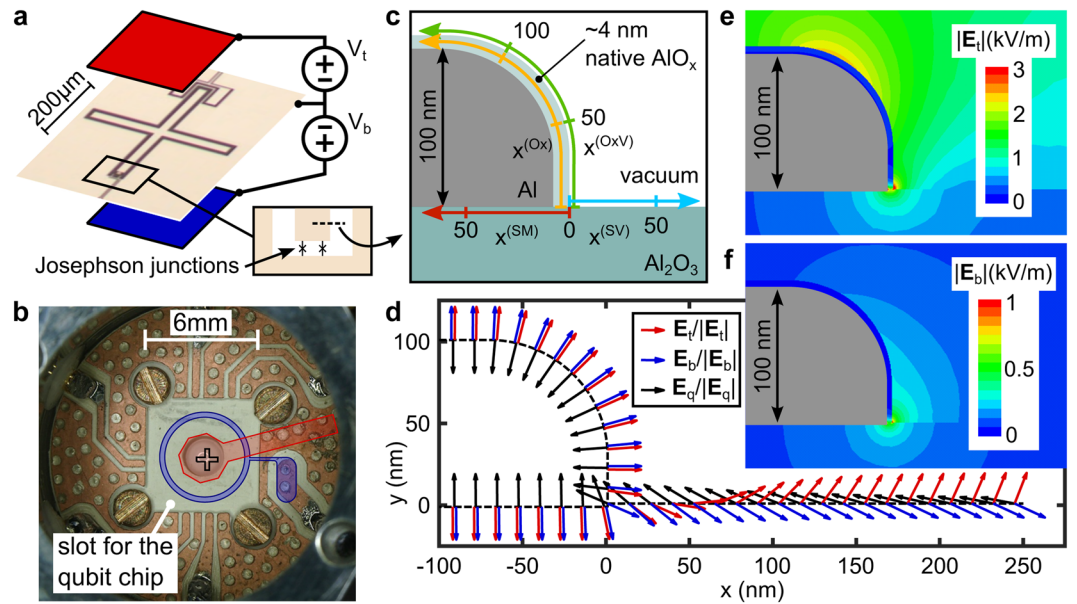 a
200μm
V_t
V_b
Josephson junctions
b
6mm
slot for the
qubit chip
c
100
~4 nm
native AlO_x
50
100 nm
x^(Ox)
x^(OxV)
Al
vacuum
50
x^(SM)
0
x^(SV)
50
Al₂O₃
d
E_t/|E_t|
E_b/|E_b|
E_q/|E_q|
100
50
0
y (nm)
-100
-50
0
50
100
150
200
250
x (nm)
e
|E_t|(kV/m)
3
2
1
0
100 nm
f
|E_b|(kV/m)
1
0.5
0
100 nm